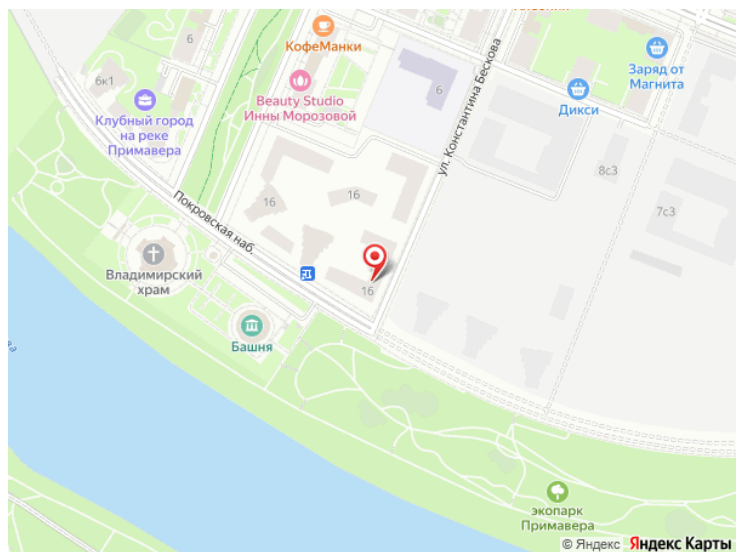 КофеМанки
6
6к1
Заряд от
Магнита
Beauty Studio
Инны Морозовой
6
Дикси
Клубный город
на реке
Примавера
ул. Константина Бескова
8с3
16
16
7с3
Покровская наб.
Владимирский
храм
16
Башня
экопарк
Примавера
© Яндекс Яндекс Карты